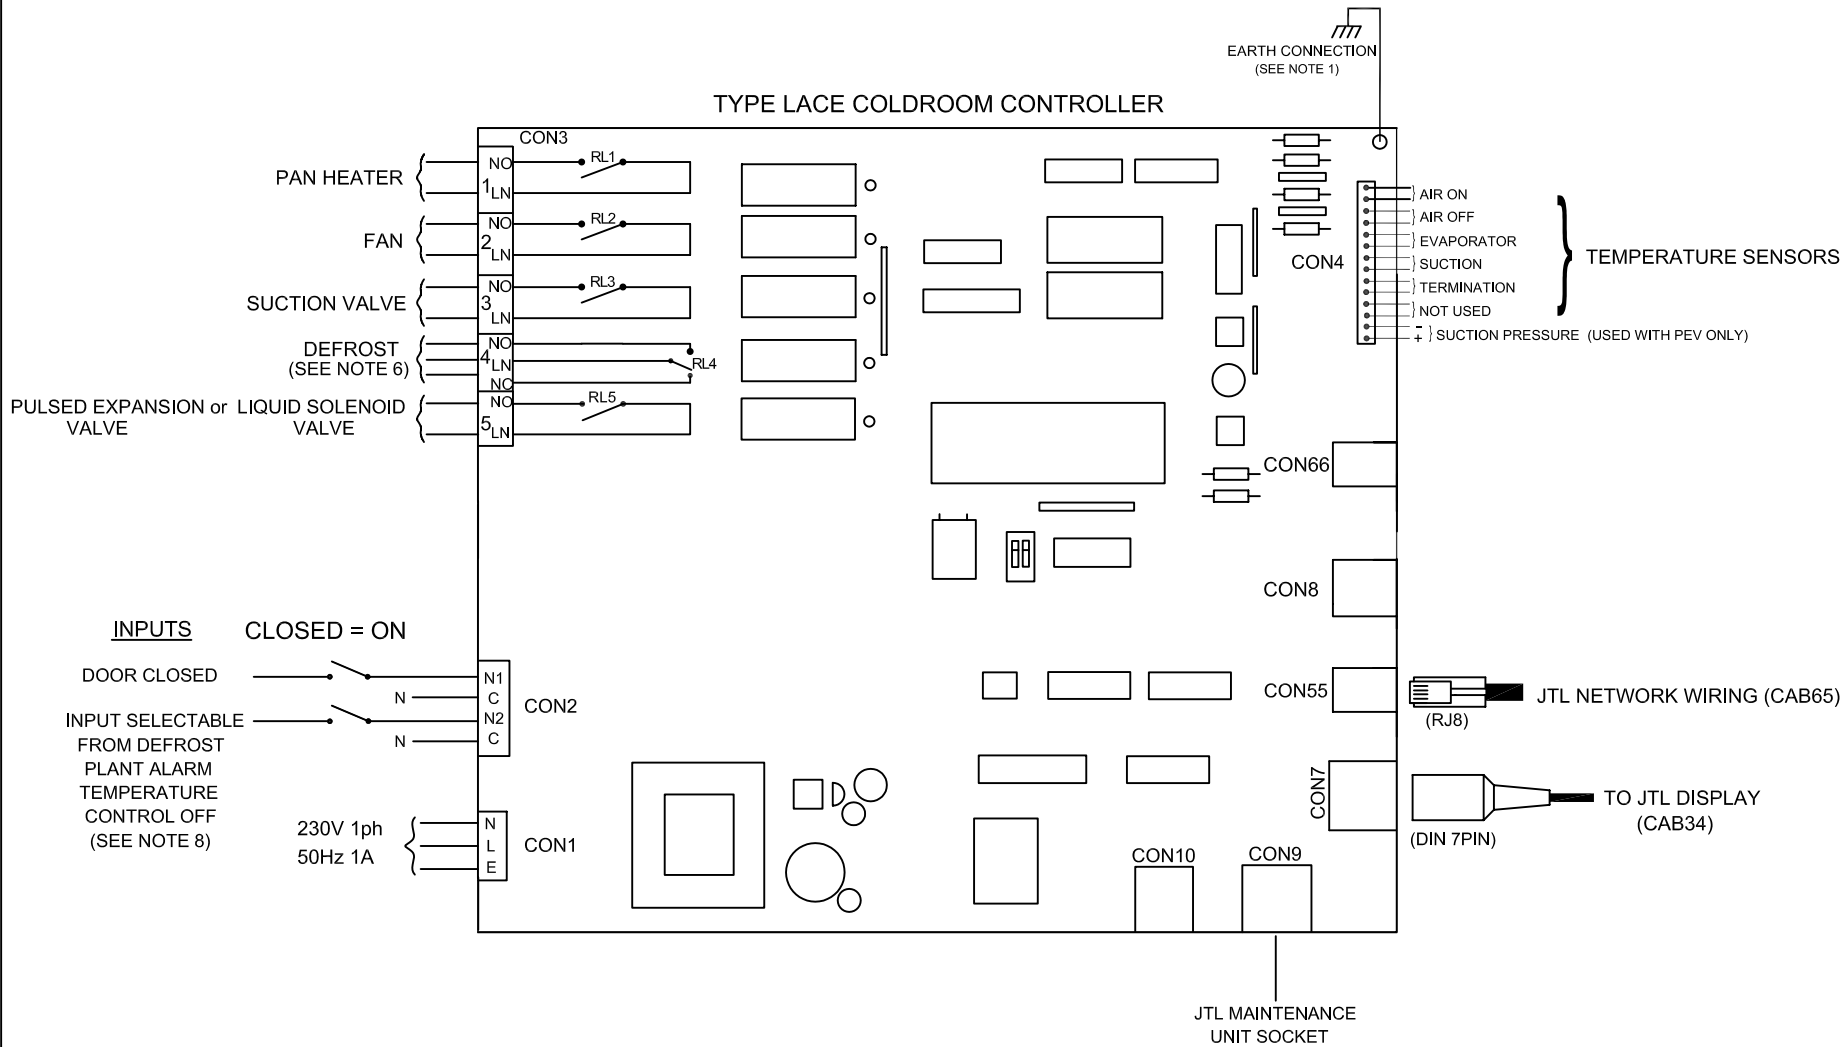 EARTH CONNECTION
(SEE NOTE 1)
TYPE LACE COLDROOM CONTROLLER
CON3
PAN HEATER
NO
1
LN
RL1
FAN
NO
2
LN
RL2
SUCTION VALVE
NO
3
LN
RL3
DEFROST
(SEE NOTE 6)
NO
4
LN
NC
RL4
PULSED EXPANSION or LIQUID SOLENOID
VALVE VALVE
NO
5
LN
RL5
CON4
AIR ON
AIR OFF
EVAPORATOR
SUCTION
TERMINATION
NOT USED
- + SUCTION PRESSURE (USED WITH PEV ONLY)
TEMPERATURE SENSORS
CON66
CON8
INPUTS CLOSED = ON
DOOR CLOSED
N
INPUT SELECTABLE
FROM DEFROST
PLANT ALARM
TEMPERATURE
CONTROL OFF
(SEE NOTE 8)
N
N1
C
N2
C
CON2
230V 1ph
50Hz 1A
N
L
E
CON1
CON55
(RJ8)
JTL NETWORK WIRING (CAB65)
CON7
(DIN 7PIN)
TO JTL DISPLAY
(CAB34)
CON10
CON9
JTL MAINTENANCE
UNIT SOCKET